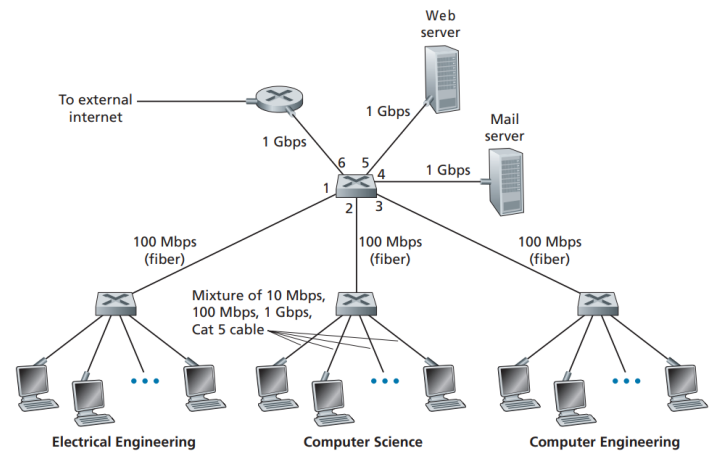 Web
server
To external
internet
1 Gbps
Mail
server
1 Gbps
1 Gbps
6
5
4
1
2
3
100 Mbps
(fiber)
100 Mbps
(fiber)
100 Mbps
(fiber)
Mixture of 10 Mbps,
100 Mbps, 1 Gbps,
Cat 5 cable
Electrical Engineering
Computer Science
Computer Engineering